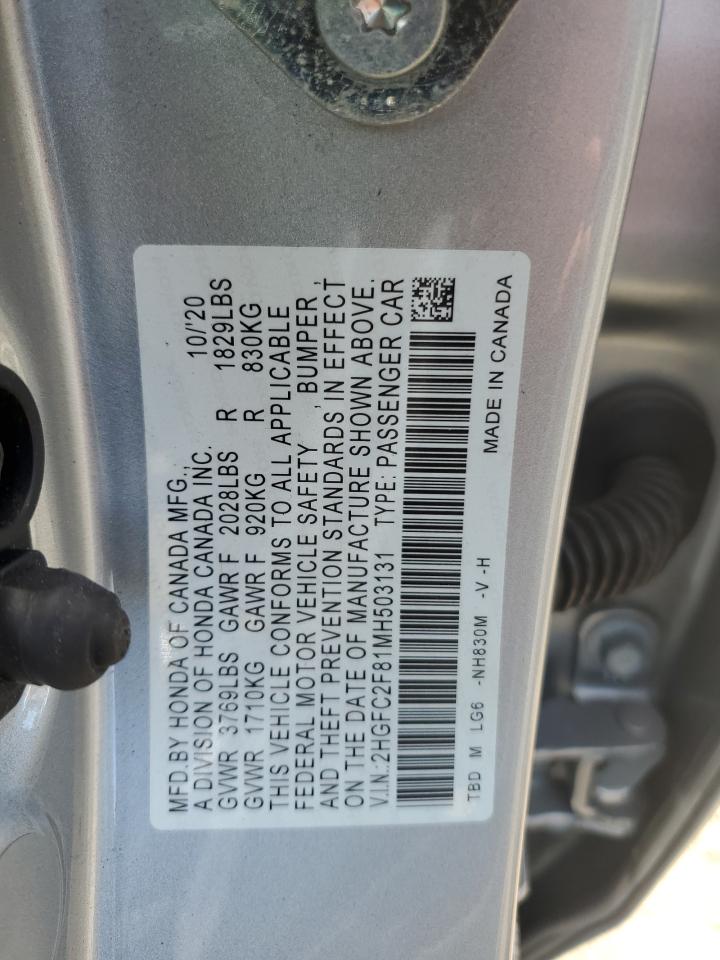 MFD.BY HONDA OF CANADA MFG., 10/'20
A DIVISION OF HONDA CANADA INC.
GVWR 3769LBS GAWR F 2028LBS R 1829LBS
GVWR 1710KG GAWR F 920KG R 830KG
THIS VEHICLE CONFORMS TO ALL APPLICABLE
FEDERAL MOTOR VEHICLE SAFETY , BUMPER ,
AND THEFT PREVENTION STANDARDS IN EFFECT
ON THE DATE OF MANUFACTURE SHOWN ABOVE.
V.I.N.:2HGFC2F81MH503131 TYPE: PASSENGER CAR
TBD M LG6 -NH830M -V -H MADE IN CANADA